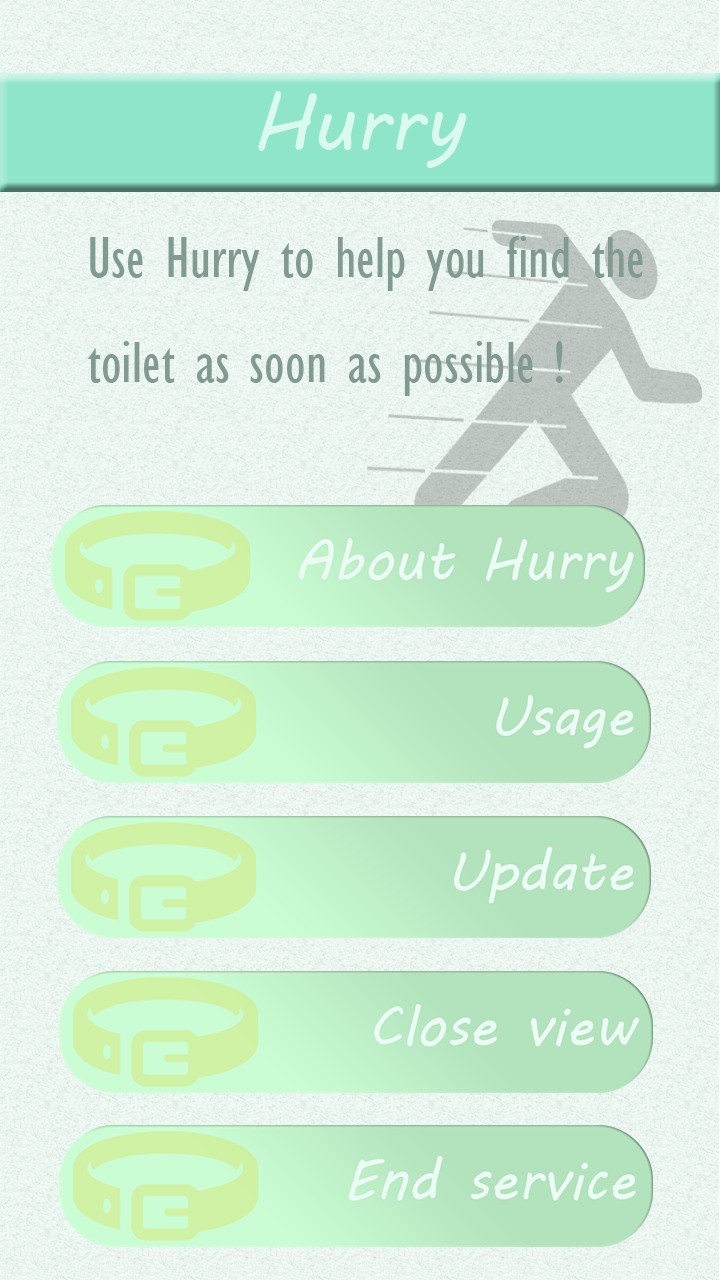 Hurry
Use Hurry to help you find the
toilet as soon as possible !
About Hurry
Usage
Update
Close view
End service